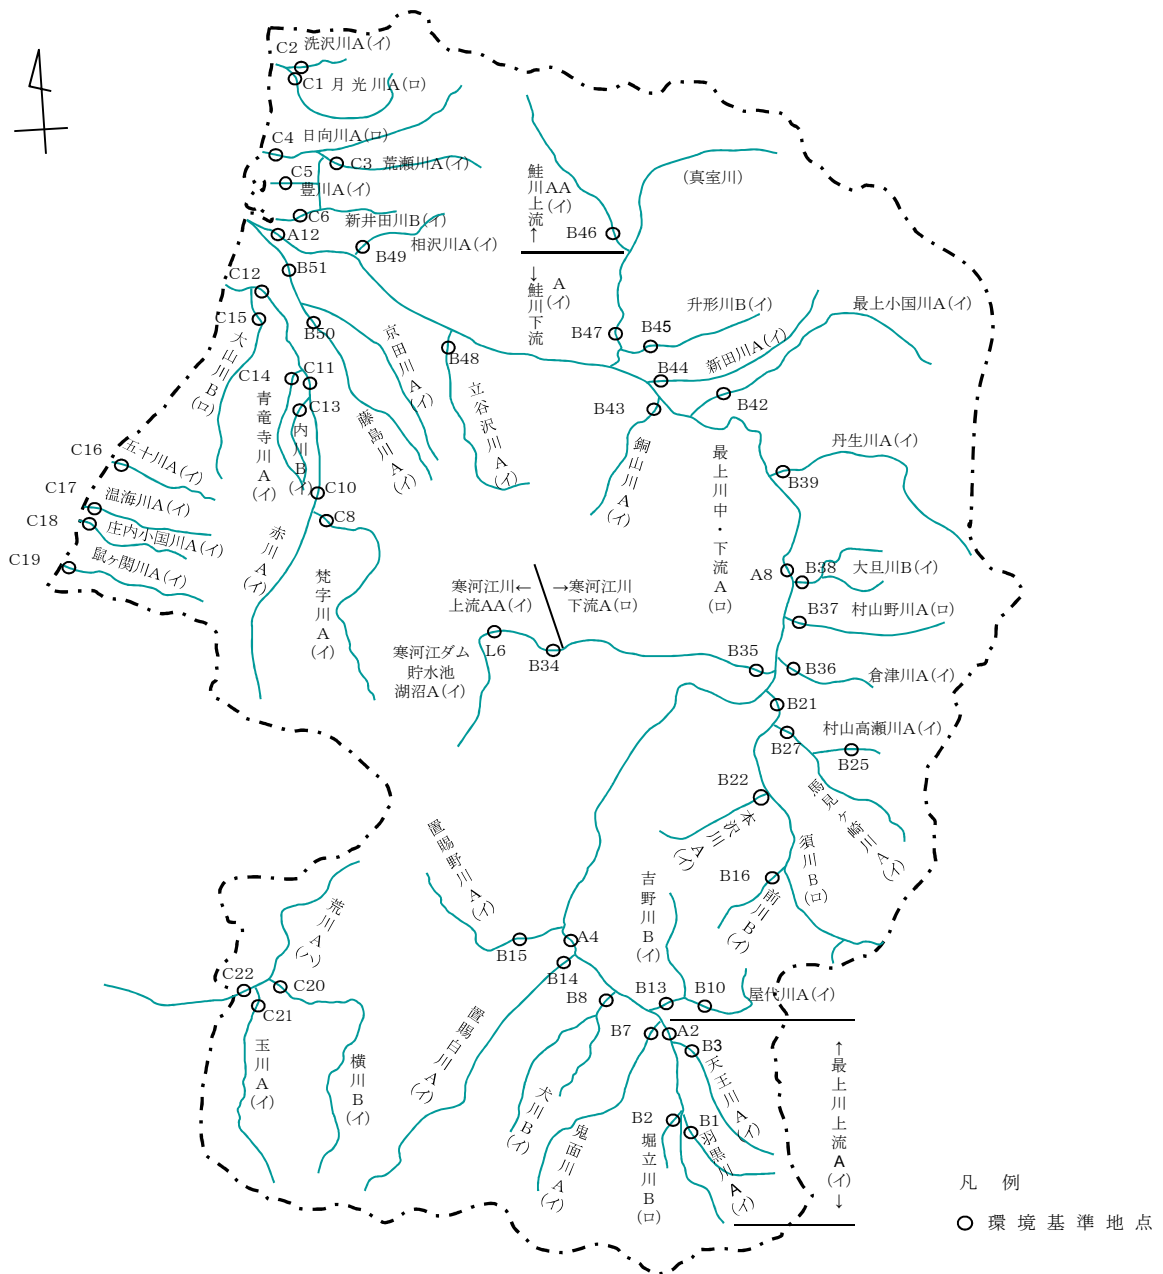 C2 洗沢川A(イ)
C1 月 光 川A(ロ)
C4 日向川A(ロ)
C3 荒瀬川A(イ)
C5
豊川A(イ)
C6 新井田川B(イ)
A12
B49 相沢川A(イ)
B51
C12
C15
大山川B(ロ)
B50
京田川A(イ)
藤島川A(イ)
B48
立谷沢川A(イ)
C14
C11
C13
青竜寺川A(イ)
内川B(イ)
C10
C8
赤川A(イ)
梵字川A(イ)
C16 五十川A(イ)
C17 温海川A(イ)
C18 庄内小国川A(イ)
C19 鼠ヶ関川A(イ)
鮭川上流↑
AA(イ)
B46
(真室川)
↓鮭川下流
A(イ)
B47
B45 升形川B(イ)
最上小国川A(イ)
B44 新田川A(イ)
B43
B42
銅山川A(イ)
最上川中・下流A(ロ)
丹生川A(イ)
B39
A8
B38 大旦川B(イ)
B37 村山野川A(ロ)
B35
B36 倉津川A(イ)
寒河江川←
上流AA(イ)
→寒河江川
下流A(ロ)
L6
B34
寒河江ダム
貯水池
湖沼A(イ)
B21
B27
村山高瀬川A(イ)
B25
B22
馬見ヶ崎川A(イ)
本沢川A(イ)
須川B(ロ)
B16
前川B(イ)
置賜野川A(イ)
吉野川B(イ)
B15
A4
B14
B8
B13
B10
屋代川A(イ)
B7
A2
B3
天王川A(イ)
B2
B1
羽黒川A(イ)
堀立川B(ロ)
鬼面川A(イ)
犬川B(イ)
置賜白川A(イ)
↑最上川上流A(イ)↓
荒川A(イ)
C22
C20
C21
玉川A(イ)
横川B(イ)
凡 例
環 境 基 準 地 点